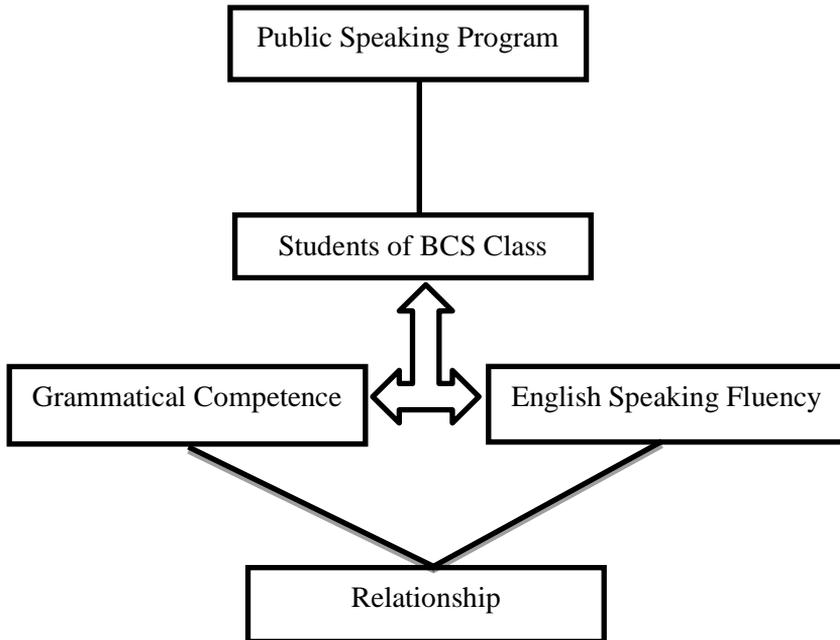 Public Speaking Program
Students of BCS Class
Grammatical Competence
English Speaking Fluency
Relationship